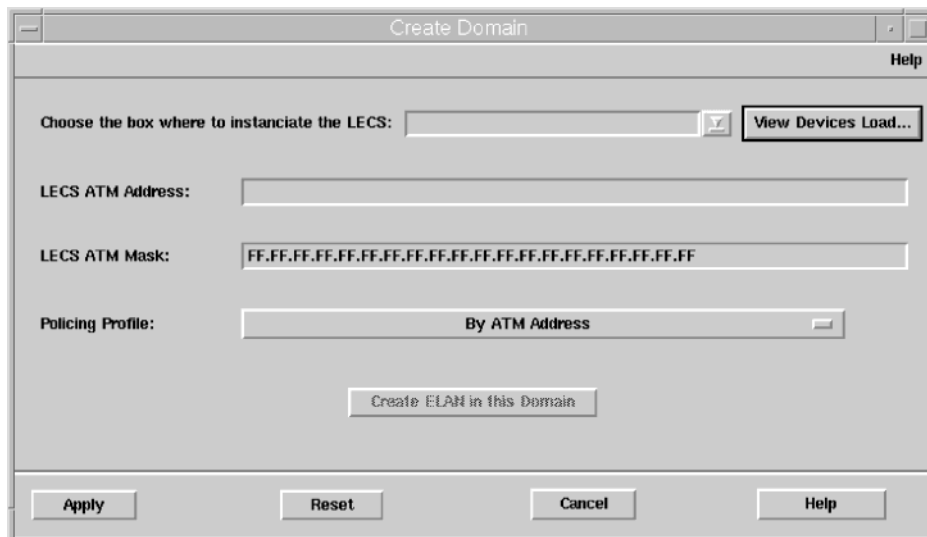 Create Domain
Help
Choose the box where to instanciate the LECS:
View Devices Load...
LECS ATM Address:
LECS ATM Mask:
FF.FF.FF.FF.FF.FF.FF.FF.FF.FF.FF.FF.FF.FF.FF.FF.FF.FF.FF.FF
Policing Profile:
By ATM Address
Create ELAN in this Domain
Apply
Reset
Cancel
Help